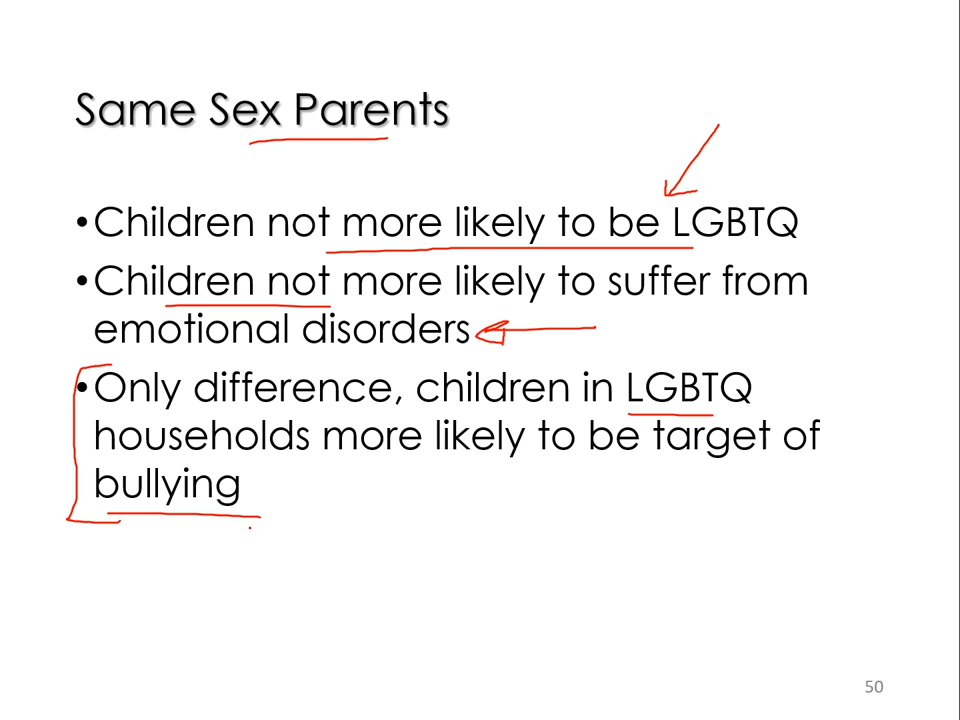 Same Sex Parents
•Children not more likely to be LGBTQ
•Children not more likely to suffer from
emotional disorders
•Only difference, children in LGBTQ
households more likely to be target of
bullying
50